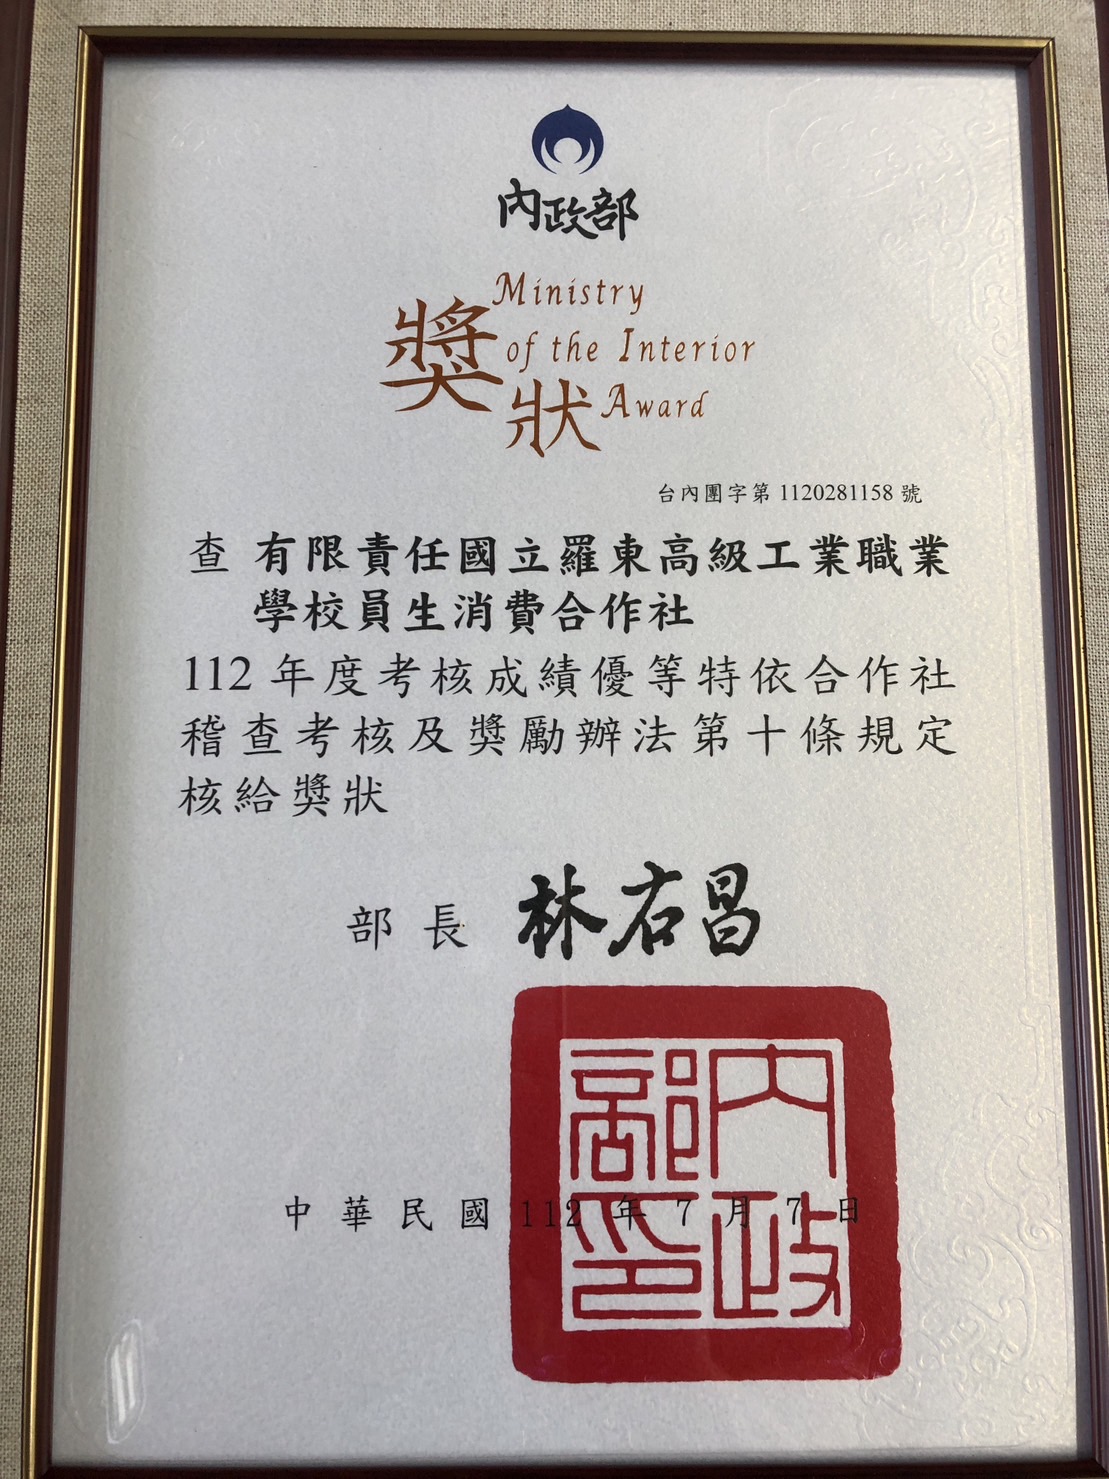 內政部
獎狀
Ministry
of the Interior
Award
台內團字第 1120281158 號
查 有限責任國立羅東高級工業職業
學校員生消費合作社
112 年度考核成績優等特依合作社
稽查考核及獎勵辦法第十條規定
核給獎狀
部長 林右昌
中華民國 112 年 7 月 7 日
內政部印